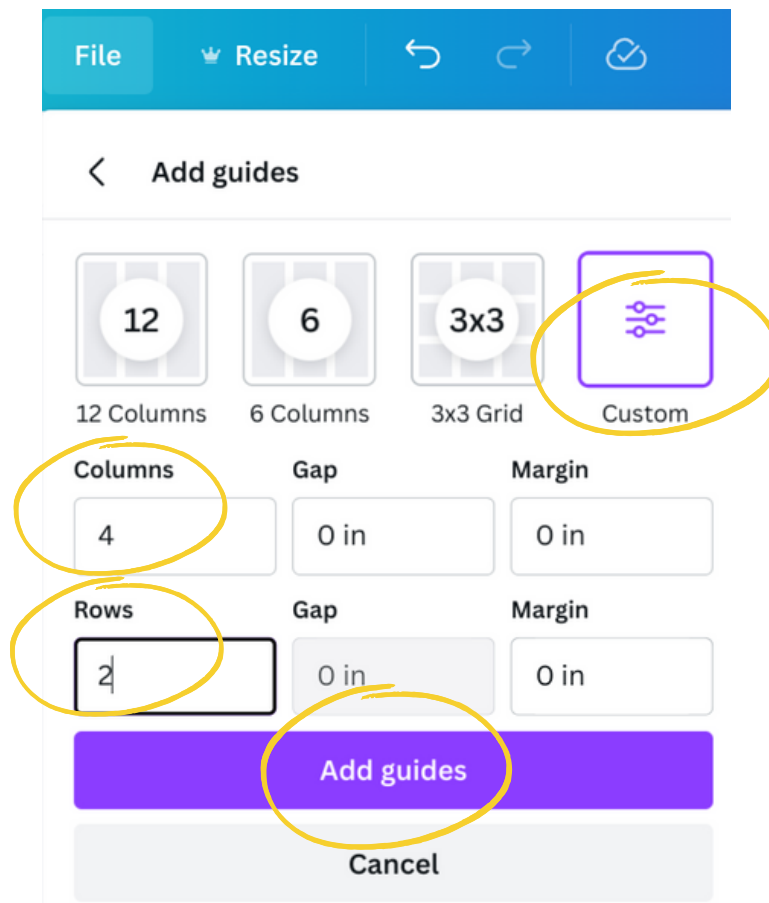 File Resize
Add guides
12 6 3x3
12 Columns 6 Columns 3x3 Grid Custom
Columns Gap Margin
4 0 in 0 in
Rows Gap Margin
2 0 in 0 in
Add guides
Cancel